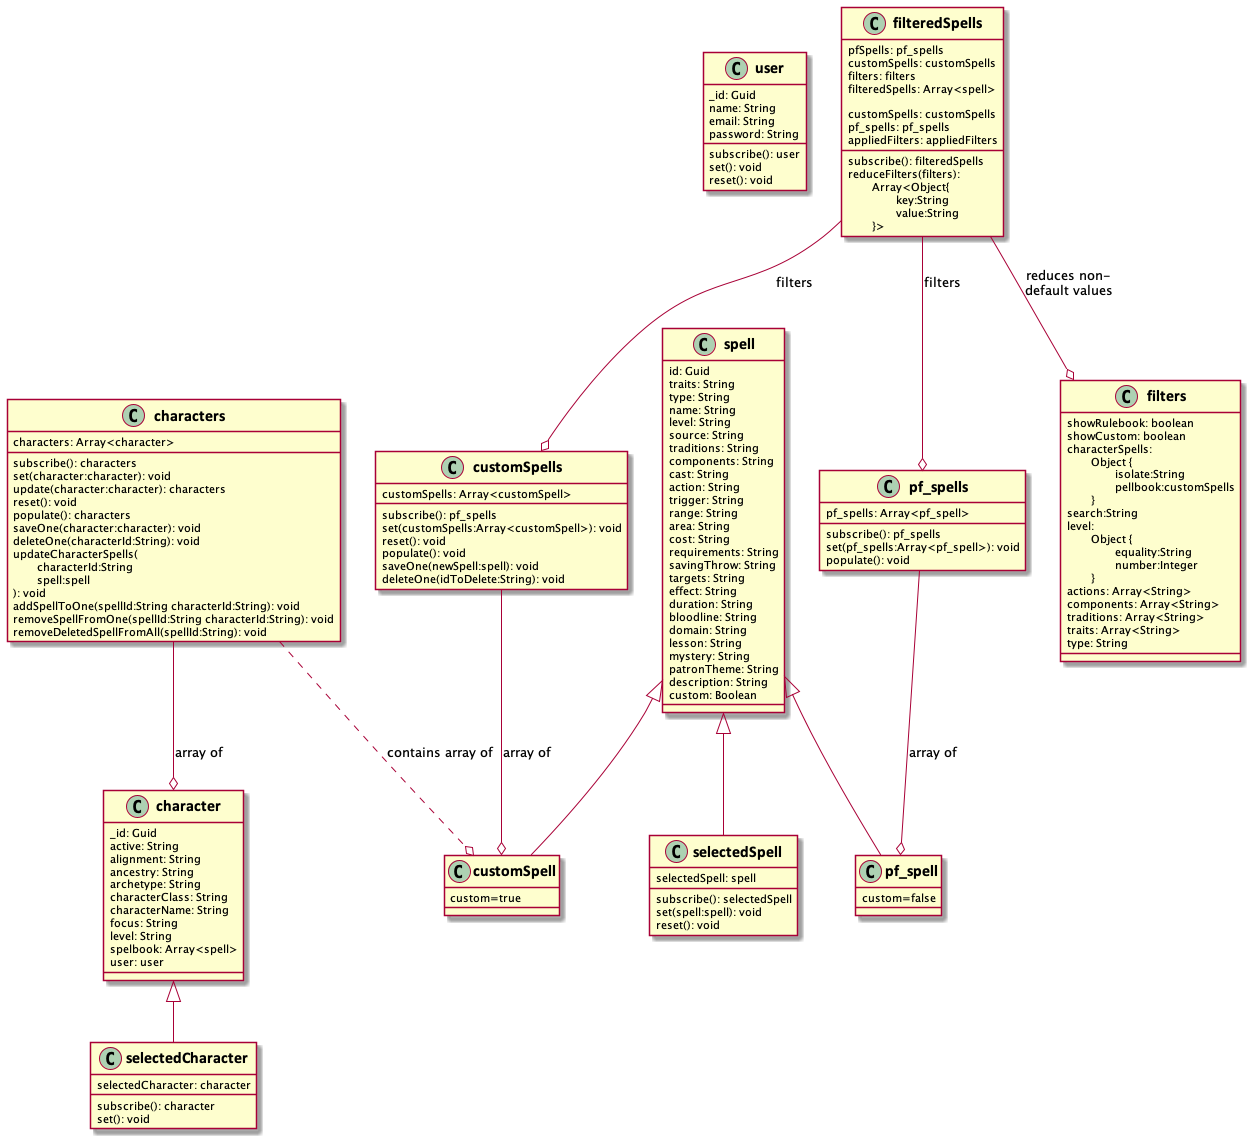 C filteredSpells
pfSpells: pf_spells
customSpells: customSpells
filters: filters
filteredSpells: Array<spell>
customSpells: customSpells
pf_spells: pf_spells
appliedFilters: appliedFilters
subscribe(): filteredSpells
reduceFilters(filters):
Array<Object{
key:String
value:String
}>
C user
_id: Guid
name: String
email: String
password: String
subscribe(): user
set(): void
reset(): void
filters
filters
reduces non-
default values
C spell
id: Guid
traits: String
type: String
name: String
level: String
source: String
traditions: String
components: String
cast: String
action: String
trigger: String
range: String
area: String
cost: String
requirements: String
savingThrow: String
targets: String
effect: String
duration: String
bloodline: String
domain: String
lesson: String
mystery: String
patronTheme: String
description: String
custom: Boolean
C filters
showRulebook: boolean
showCustom: boolean
characterSpells:
Object {
isolate:String
pellbook:customSpells
}
search:String
level:
Object {
equality:String
number:Integer
}
actions: Array<String>
components: Array<String>
traditions: Array<String>
traits: Array<String>
type: String
C characters
characters: Array<character>
subscribe(): characters
set(character:character): void
update(character:character): characters
reset(): void
populate(): characters
saveOne(character:character): void
deleteOne(characterId:String): void
updateCharacterSpells(
characterId:String
spell:spell
): void
addSpellToOne(spellId:String characterId:String): void
removeSpellFromOne(spellId:String characterId:String): void
removeDeletedSpellFromAll(spellId:String): void
C customSpells
customSpells: Array<customSpell>
subscribe(): pf_spells
set(customSpells:Array<customSpell>): void
reset(): void
populate(): void
saveOne(newSpell:spell): void
deleteOne(idToDelete:String): void
C pf_spells
pf_spells: Array<pf_spell>
subscribe(): pf_spells
set(pf_spells:Array<pf_spell>): void
populate(): void
array of
contains array of
array of
array of
C character
_id: Guid
active: String
alignment: String
ancestry: String
archetype: String
characterClass: String
characterName: String
focus: String
level: String
spelbook: Array<spell>
user: user
C customSpell
custom=true
C selectedSpell
selectedSpell: spell
subscribe(): selectedSpell
set(spell:spell): void
reset(): void
C pf_spell
custom=false
C selectedCharacter
selectedCharacter: character
subscribe(): character
set(): void